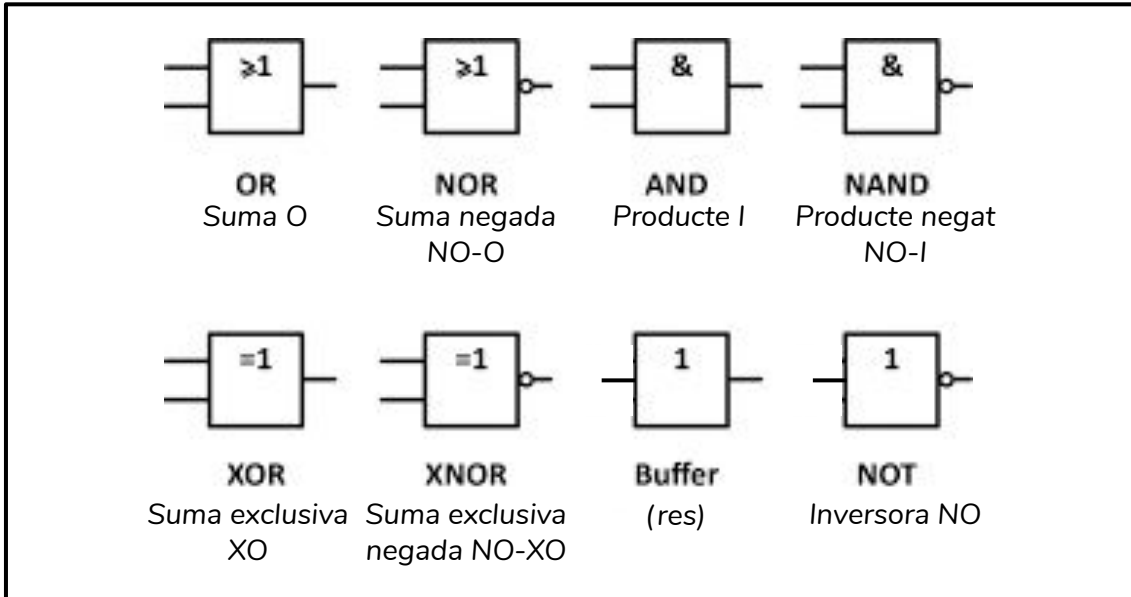 ≥1 ≥1 & &
OR NOR AND NAND
Suma O Suma negada Producte I Producte negat
NO-O NO-I
=1 =1 1 1
XOR XNOR Buffer NOT
Suma exclusiva Suma exclusiva (res) Inversora NO
XO negada NO-XO